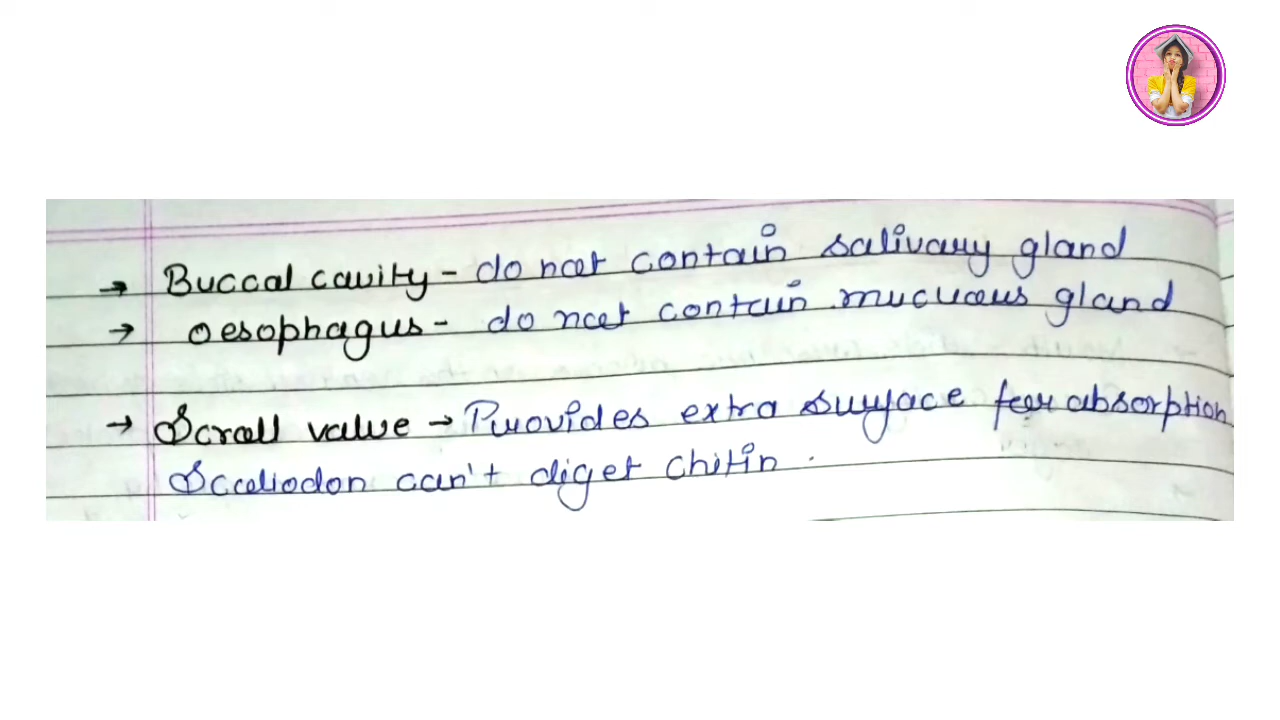 → Buccal cavity - do not contain salivary gland
→ Oesophagus - do not contain mucuous gland
→ Scroll value → Provides extra surface for absorption
Scoliodon can't diget chitin .